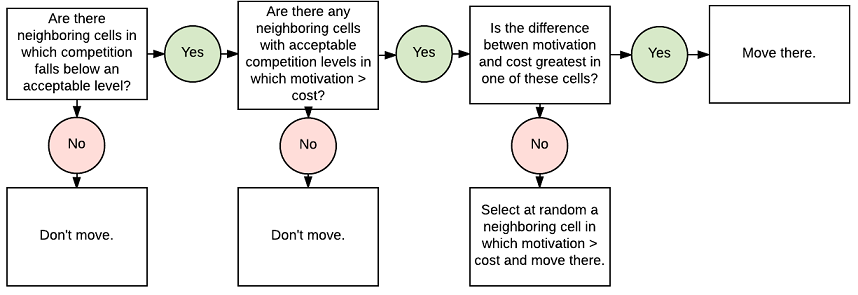 Are there
neighboring cells in
which competition
falls below an
acceptable level?
Yes
Are there any
neighboring cells
with acceptable
competition levels in
which motivation >
cost?
Yes
Is the difference
betwen motivation
and cost greatest in
one of these cells?
Yes
Move there.
No
No
No
Don't move.
Don't move.
Select at random a
neighboring cell in
which motivation >
cost and move there.